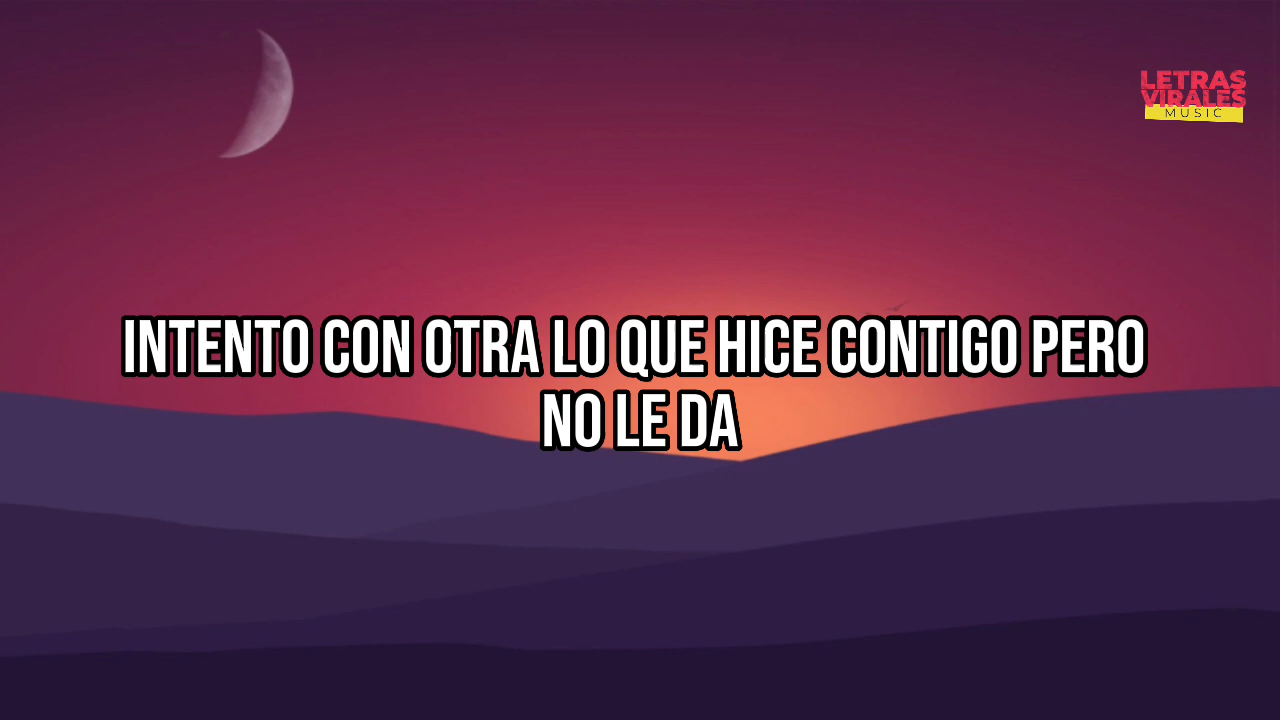 LETRAS
VIRALES
MUSIC
INTENTO CON OTRA LO QUE HICE CONTIGO PERO
NO LE DA